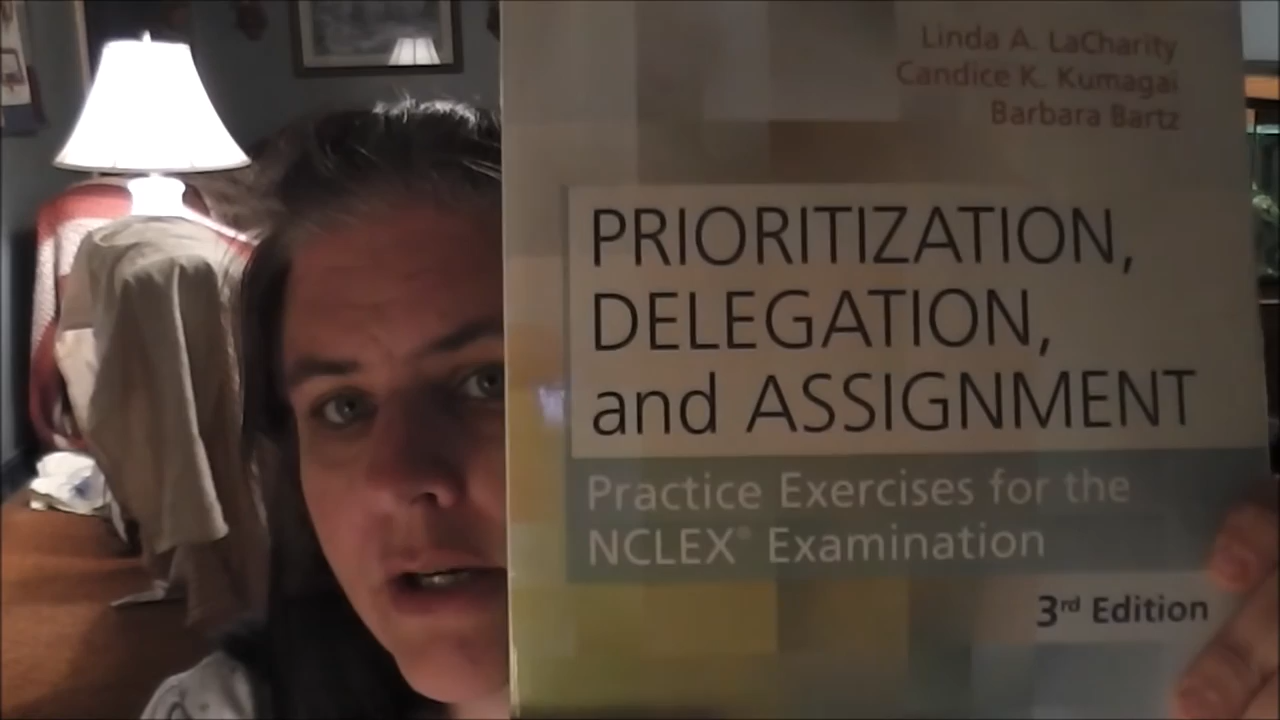 Linda A. LaCharity
Candice K. Kumagai
Barbara Bartz
PRIORITIZATION,
DELEGATION,
and ASSIGNMENT
Practice Exercises for the
NCLEX® Examination
3rd Edition